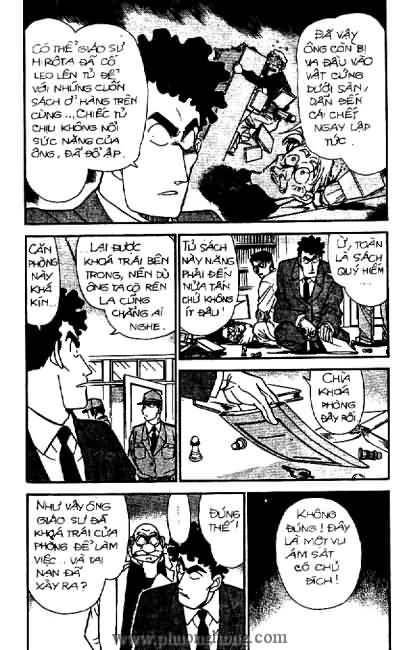 CÓ THỂ GIÁO SƯ
HIROTA ĐÃ CỐ
LEO LÊN TỦ ĐỂ
VỚI NHỮNG CUỐN
SÁCH Ở HÀNG TRÊN
CÙNG..., CHIẾC TỦ
CHỊU KHÔNG NỔI
SỨC NẶNG CỦA
ÔNG, ĐÃ ĐỔ ẬP.
ĐÃ VẬY
ÔNG CÒN BỊ
VA ĐẦU VÀO
VẬT CỨNG
DƯỚI SÀN,
DẪN ĐẾN
CÁI CHẾT
NGAY LẬP
TỨC.
CĂN
PHÒNG
NÀY
KHÁ
KÍN...
LẠI ĐƯỢC
KHOÁ TRÁI BÊN
TRONG, NÊN DÙ
ÔNG TA CÓ RÊN
LA CŨNG
CHẲNG AI
NGHE.
TỦ SÁCH
NÀY NẶNG
PHẢI ĐẾN
NỬA TẤN
CHỨ KHÔNG
ÍT ĐÂU!
Ừ, TOÀN
LÀ SÁCH
QUÝ HIẾM...
CHÌA
KHOÁ
PHÒNG
ĐÂY RỒI.
NHƯ VẬY ÔNG
GIÁO SƯ ĐÃ
KHOÁ TRÁI CỬA
PHÒNG ĐỂ LÀM
VIỆC... VÀ TAI
NẠN ĐÃ
XẢY RA?
ĐÚNG
THẾ!
KHÔNG
ĐÚNG! ĐÂY
LÀ MỘT VỤ
ÁM SÁT
CÓ CHỦ
ĐÍCH!
www.phuonghong.com